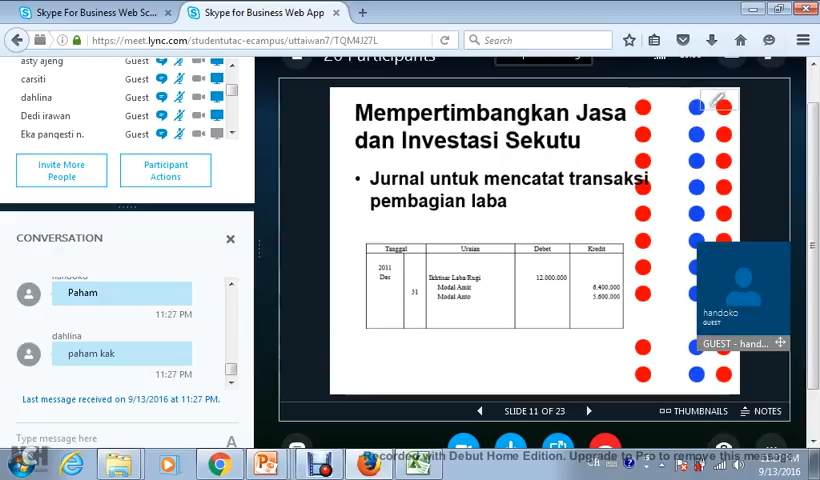 Skype For Business Web Sc...
Skype for Business Web App
https://meet.lync.com/studentutac-ecampus/uttaiwan7/TQM4J27L
Search
asty ajeng Guest
carsiti Guest
dahlina Guest
Dedi irawan Guest
Eka pangesti n. Guest
Invite More People
Participant Actions
CONVERSATION
handoko
Paham
11:27 PM
dahlina
paham kak
11:27 PM
Last message received on 9/13/2016 at 11:27 PM.
Type message here
Participants
Mempertimbangkan Jasa
dan Investasi Sekutu
• Jurnal untuk mencatat transaksi
pembagian laba
Tanggal Uraian Debet Kredit
2011
Des
31
Ikhtisar Laba/Rugi 12.000.000
Modal Amir 6,400,000
Modal Anto 5,600,000
handoko
GUEST
GUEST - hand...
SLIDE 11 OF 23
THUMBNAILS
NOTES
Recorded with Debut Home Edition. Upgrade to Pro to remove this message.
NCH
CH
9/13/2016